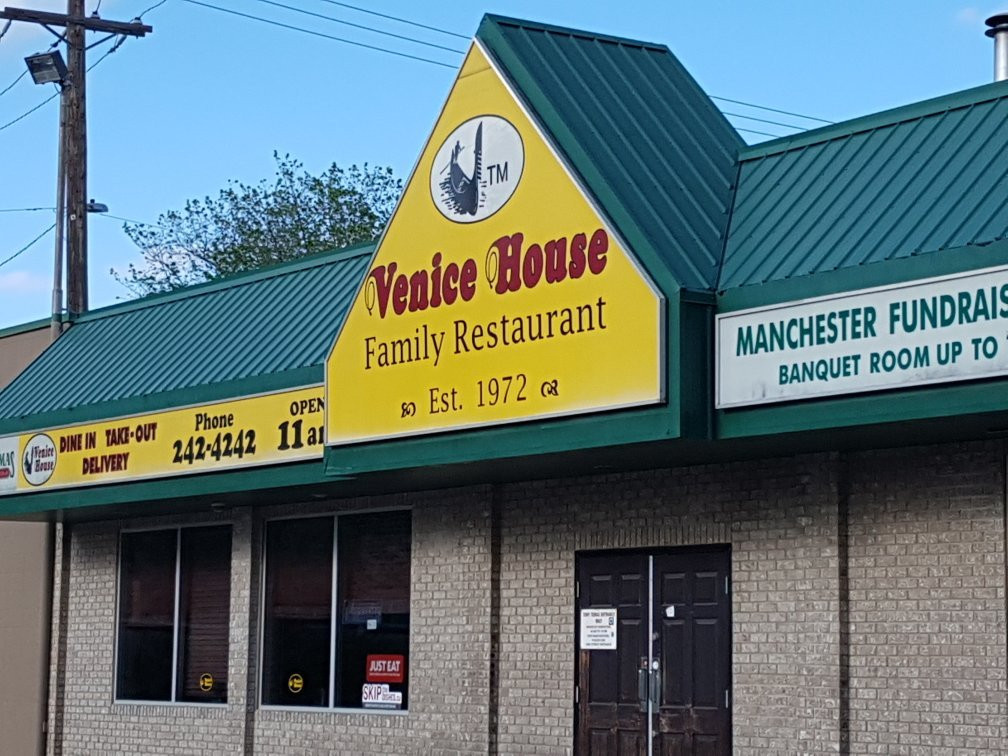 TM
Venice House
Family Restaurant
Est. 1972
MANCHESTER FUNDRAIS
BANQUET ROOM UP TO
Venice
House
DINE IN TAKE-OUT
DELIVERY
Phone
242-4242
OPEN
11 a
JUST EAT
SKIP